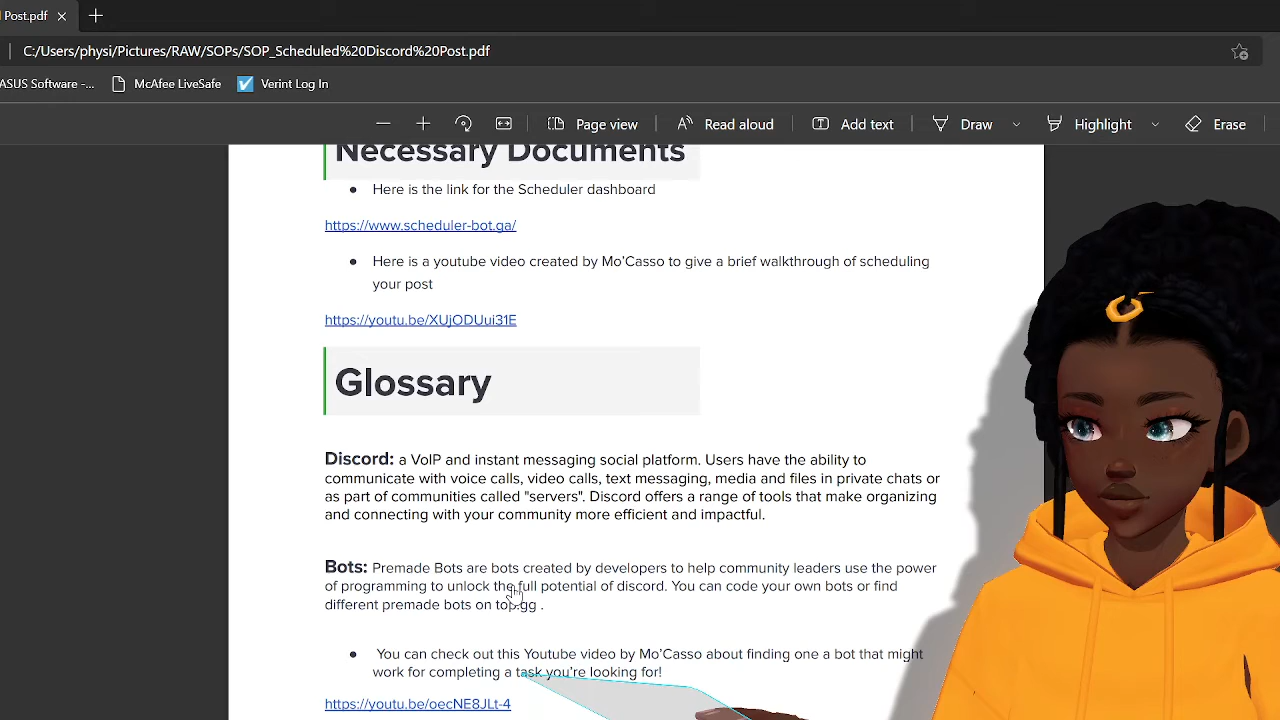 Post.pdf
C:/Users/physi/Pictures/RAW/SOPs/SOP_Scheduled%20Discord%20Post.pdf
ASUS Software -...
McAfee LiveSafe
Verint Log In
Page view
Read aloud
Add text
Draw
Highlight
Erase
Necessary Documents
• Here is the link for the Scheduler dashboard
https://www.scheduler-bot.ga/
• Here is a youtube video created by Mo'Casso to give a brief walkthrough of scheduling
your post
https://youtu.be/XUjODUui31E
Glossary
Discord: a VoIP and instant messaging social platform. Users have the ability to
communicate with voice calls, video calls, text messaging, media and files in private chats or
as part of communities called "servers". Discord offers a range of tools that make organizing
and connecting with your community more efficient and impactful.
Bots: Premade Bots are bots created by developers to help community leaders use the power
of programming to unlock the full potential of discord. You can code your own bots or find
different premade bots on top.gg .
• You can check out this Youtube video by Mo'Casso about finding one a bot that might
work for completing a task you're looking for!
https://youtu.be/oecNE8JLt-4